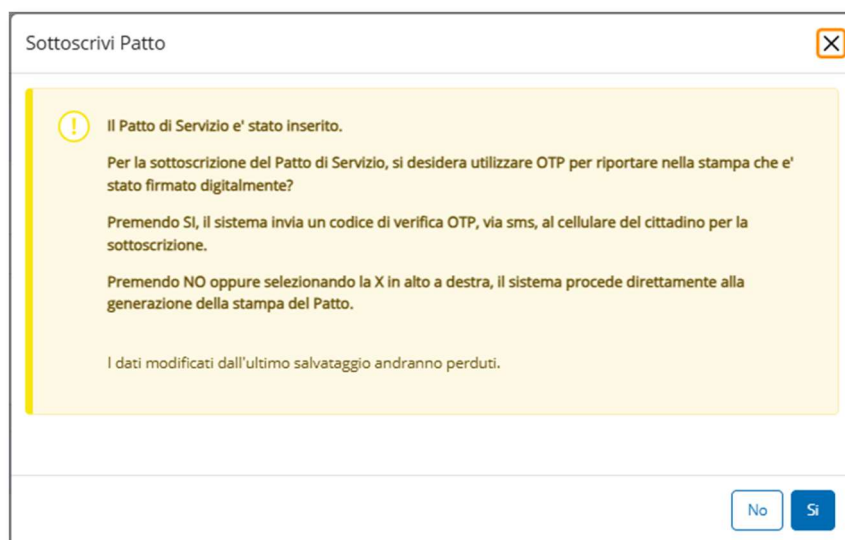 Sottoscrivi Patto
Il Patto di Servizio e' stato inserito.
Per la sottoscrizione del Patto di Servizio, si desidera utilizzare OTP per riportare nella stampa che e'
stato firmato digitalmente?
Premendo SI, il sistema invia un codice di verifica OTP, via sms, al cellulare del cittadino per la
sottoscrizione.
Premendo NO oppure selezionando la X in alto a destra, il sistema procede direttamente alla
generazione della stampa del Patto.
I dati modificati dall'ultimo salvataggio andranno perduti.
No
Si